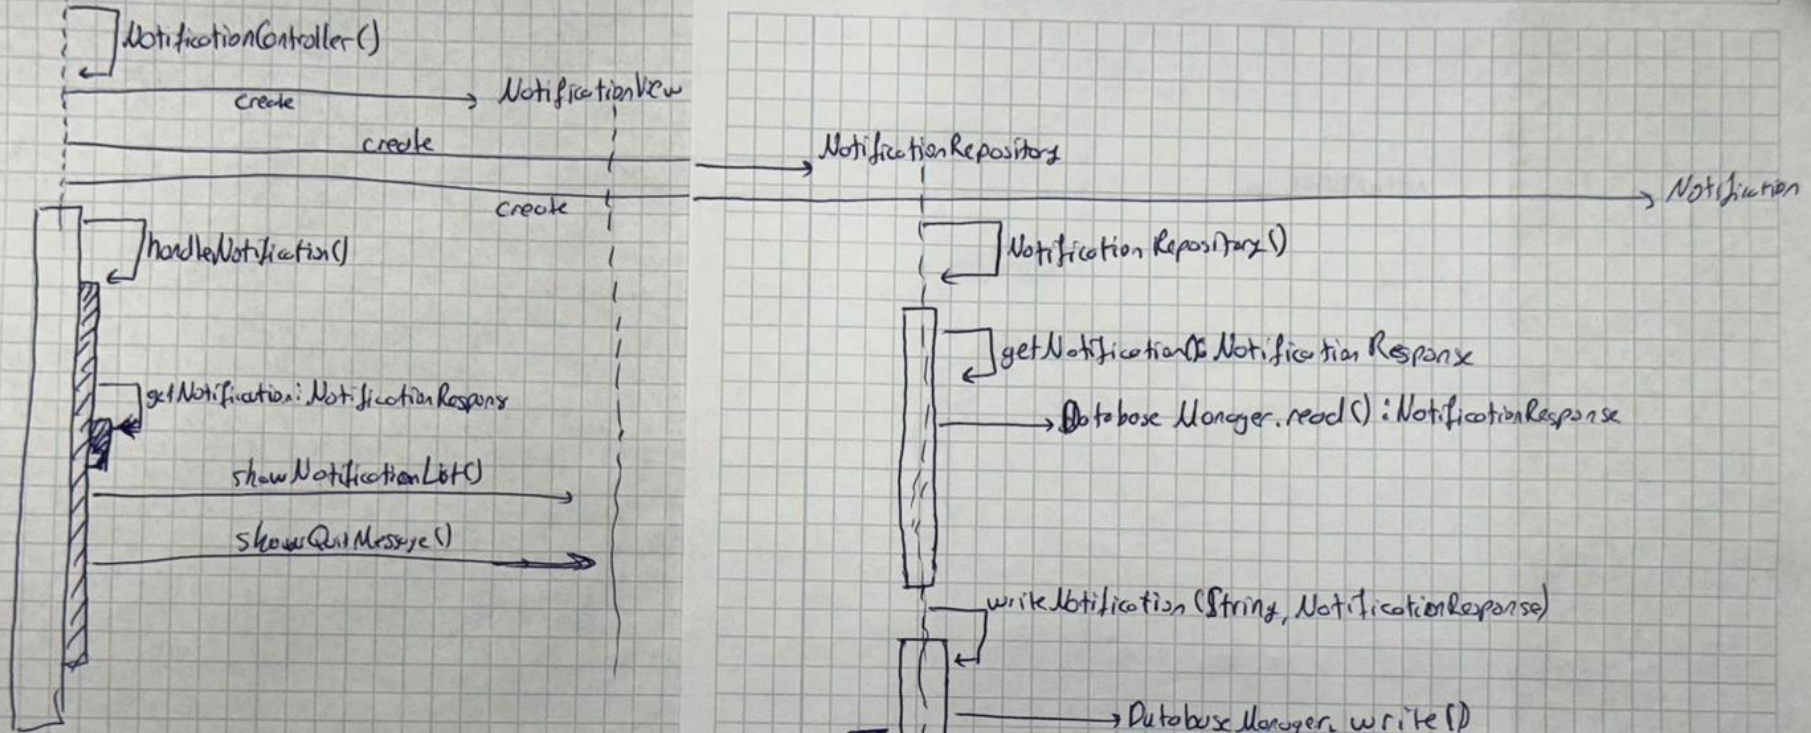 NotificationController()
create
NotificationView
create
NotificationRepository
create
Notification
handleNotification()
NotificationRepository()
getNotification(): NotificationResponse
getNotification: NotificationRespons
DatabaseManager.read() : NotificationResponse
showNotificationList()
showQuitMessage()
writeNotification (String, NotificationResponse)
DatabaseManager. write()